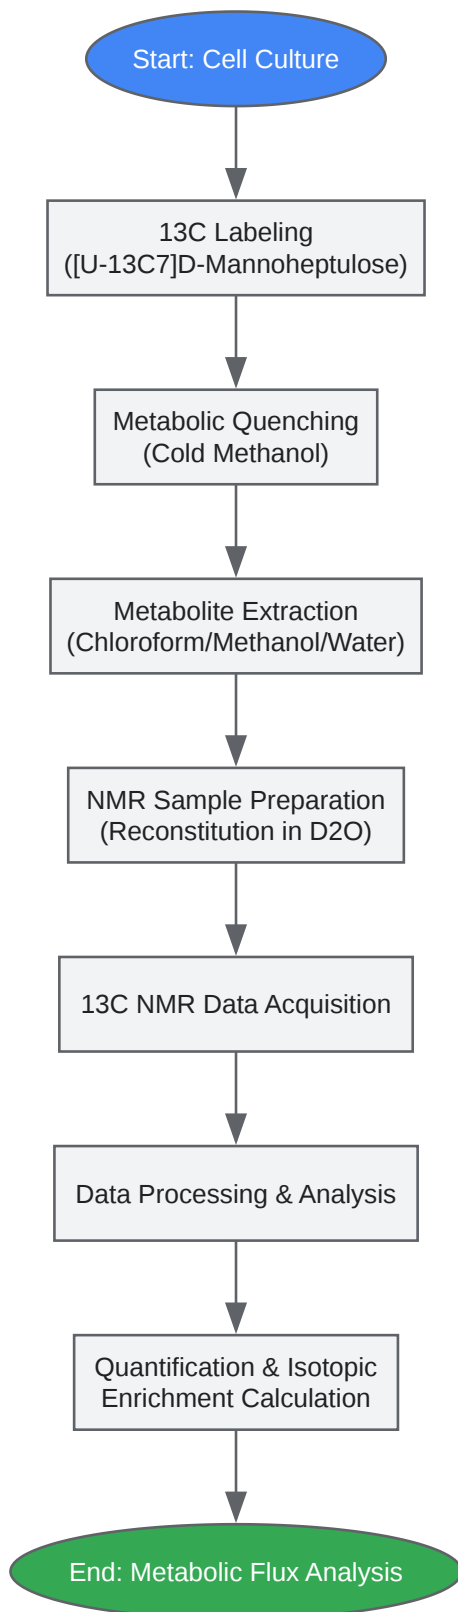 Start: Cell Culture
13C Labeling
([U-13C7]D-Mannoheptulose)
Metabolic Quenching
(Cold Methanol)
Metabolite Extraction
(Chloroform/Methanol/Water)
NMR Sample Preparation
(Reconstitution in D2O)
13C NMR Data Acquisition
Data Processing & Analysis
Quantification & Isotopic
Enrichment Calculation
End: Metabolic Flux Analysis